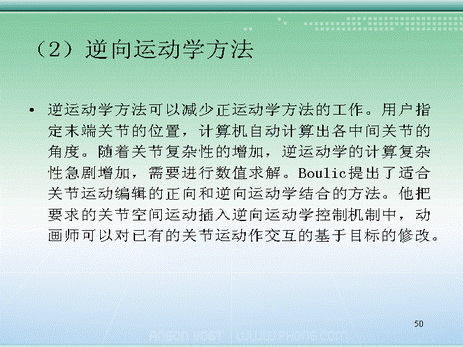 （2）逆向运动学方法
• 逆运动学方法可以减少正运动学方法的工作。用户指
定末端关节的位置，计算机自动计算出各中间关节的
角度。随着关节复杂性的增加，逆运动学的计算复杂
性急剧增加，需要进行数值求解。Boulic提出了适合
关节运动编辑的正向和逆向运动学结合的方法。他把
要求的关节空间运动插入逆向运动学控制机制中，动
画师可以对已有的关节运动作交互的基于目标的修改。
50